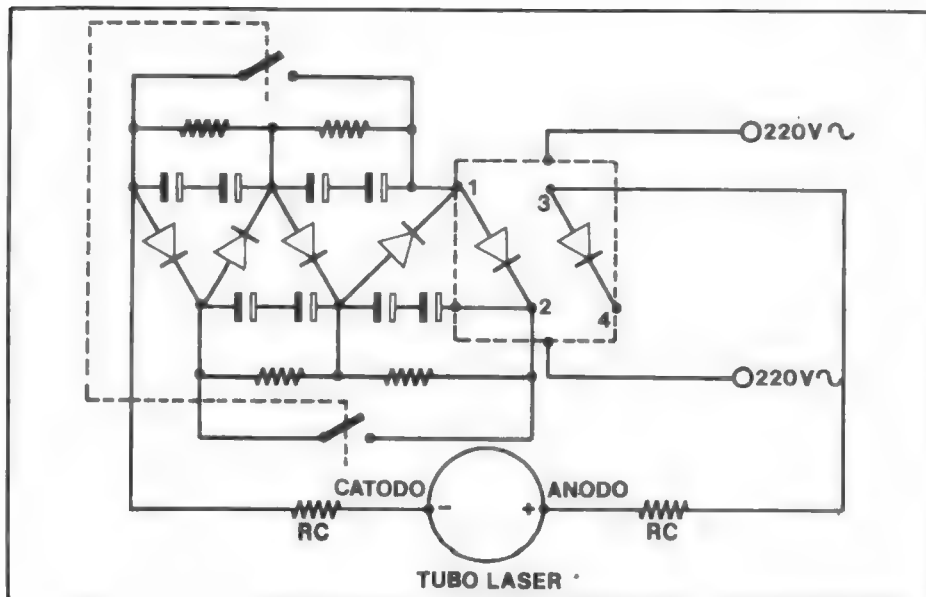 220V~
1
3
2
4
220V~
CATODO
ANODO
-
+
RC
RC
TUBO LASER